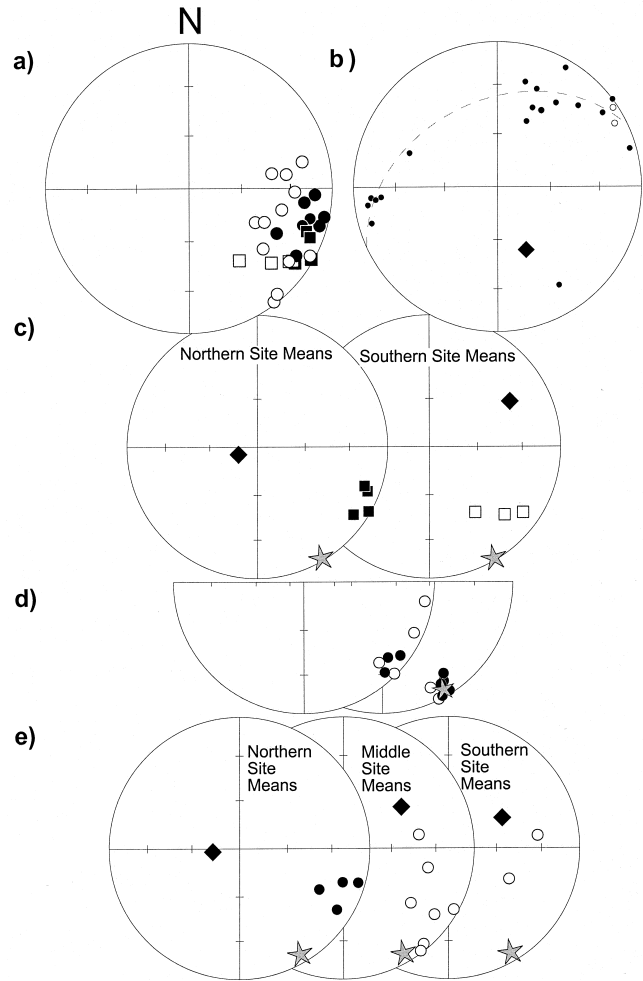 N
a)
b)
c)
Northern Site Means
Southern Site Means
d)
e)
Northern
Site
Means
Middle
Site
Means
Southern
Site
Means